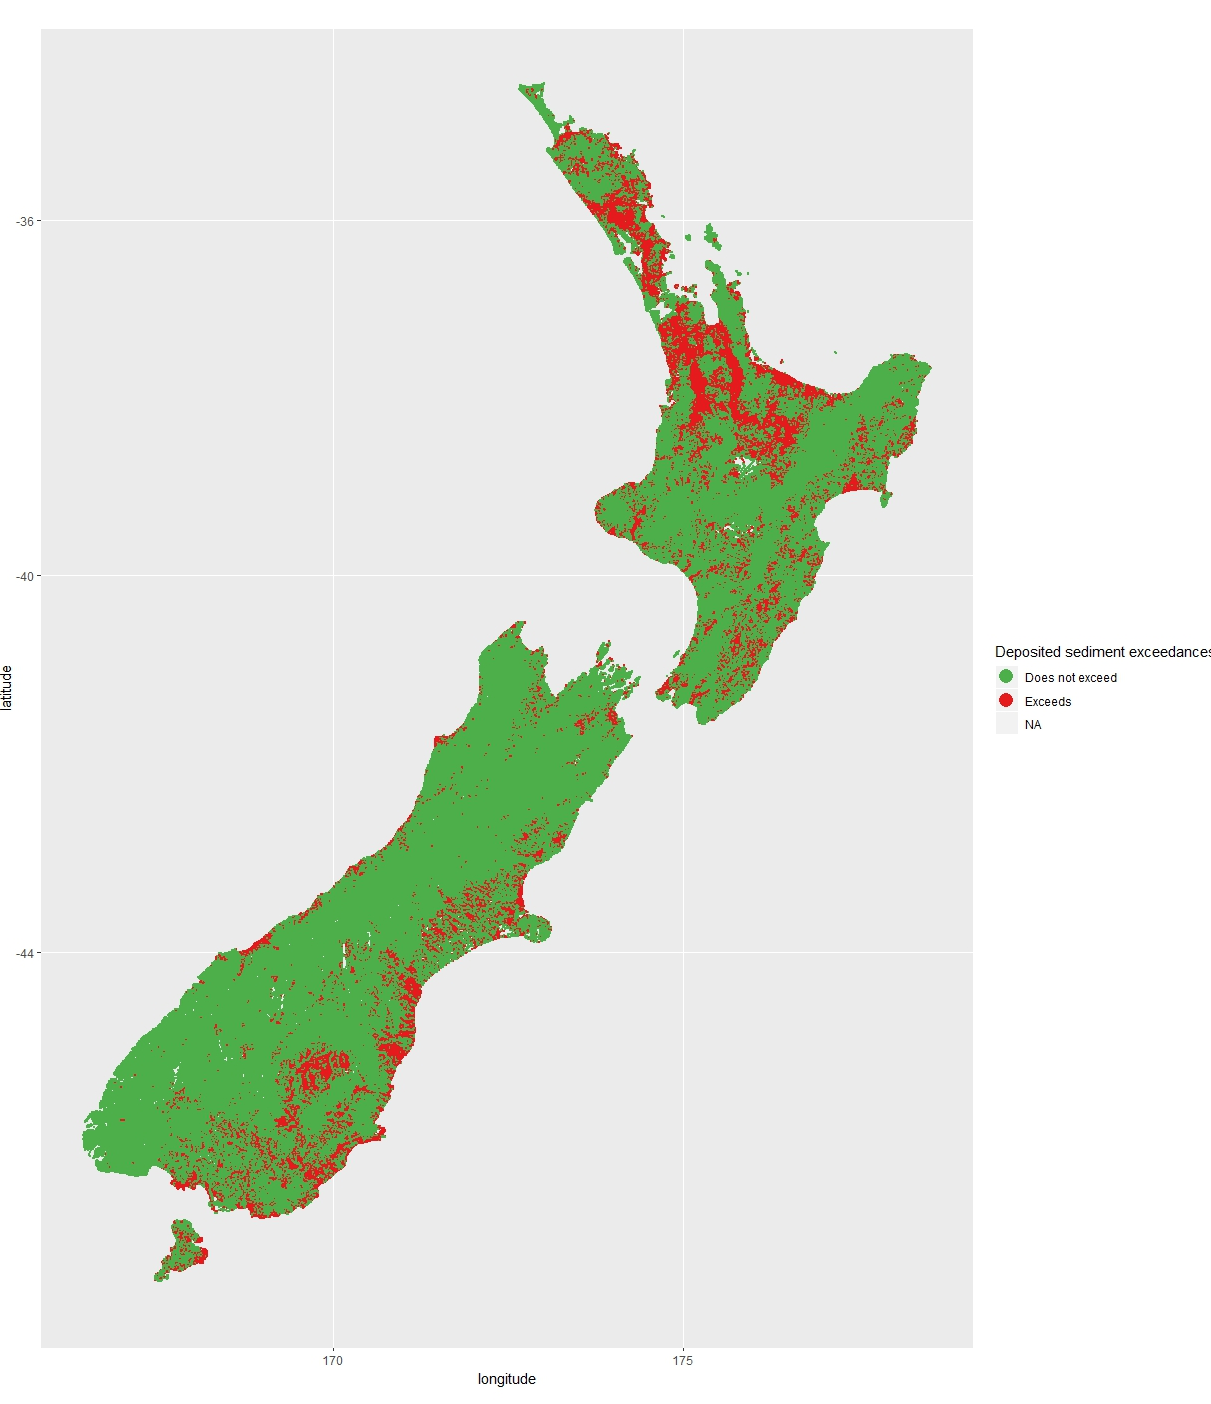 -36
-40
-44
latitude
170
175
longitude
Deposited sediment exceedances
Does not exceed
Exceeds
NA